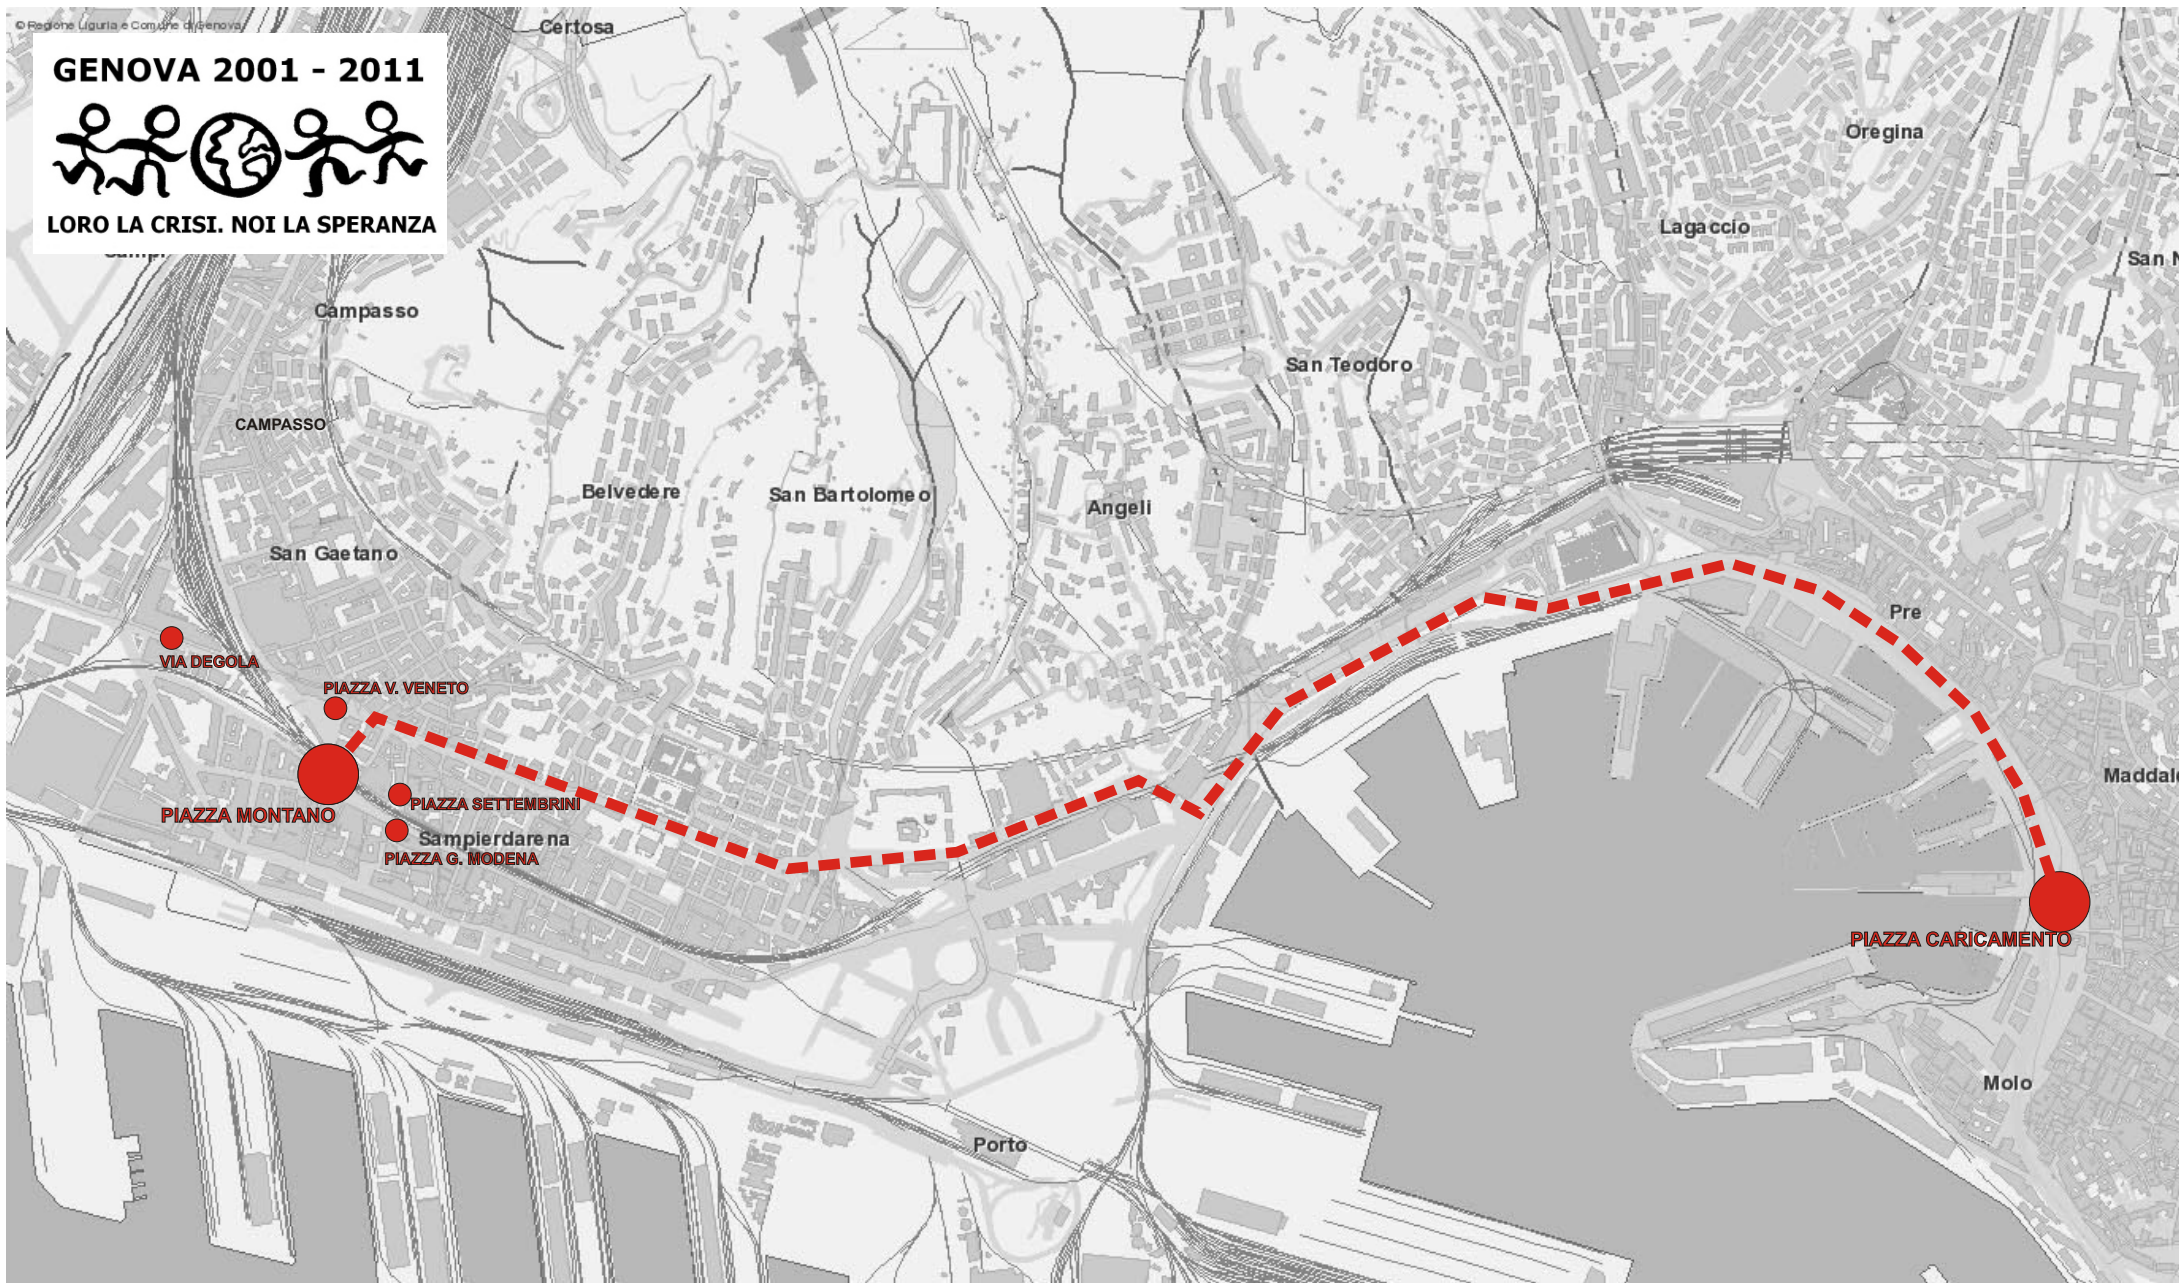 © Regione Liguria e Comune di Genova
Certosa
GENOVA 2001 - 2011
LORO LA CRISI. NOI LA SPERANZA
Oregina
Lagaccio
San N
Campasso
San Teodoro
CAMPASSO
Belvedere
San Bartolomeo
Angeli
San Gaetano
Pre
VIA DEGOLA
PIAZZA V. VENETO
Maddal
PIAZZA SETTEMBRINI
PIAZZA MONTANO
Sampierdarena
PIAZZA G. MODENA
PIAZZA CARICAMENTO
Molo
Porto